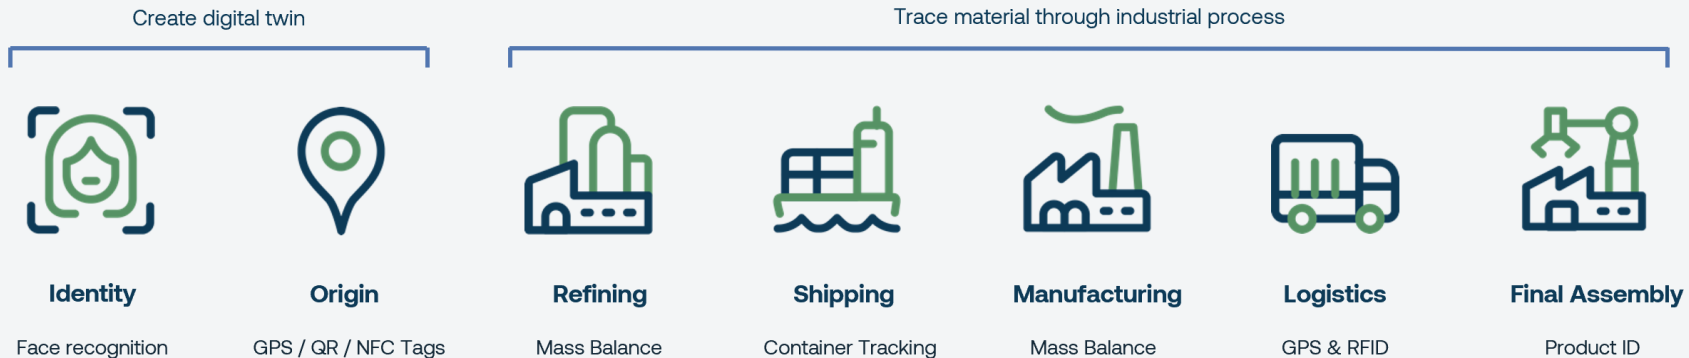 Create digital twin
Trace material through industrial process
Identity
Origin
Refining
Shipping
Manufacturing
Logistics
Final Assembly
Face recognition
GPS / QR / NFC Tags
Mass Balance
Container Tracking
Mass Balance
GPS & RFID
Product ID